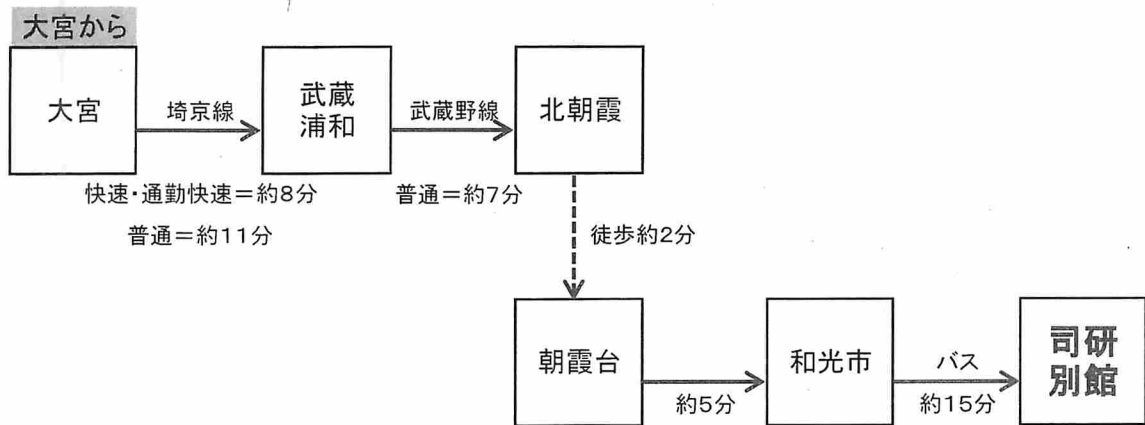 大宮から
大宮
埼京線
武蔵
浦和
武蔵野線
北朝霞
快速・通勤快速＝約8分
普通＝約11分
普通＝約7分
徒歩約2分
朝霞台
約5分
和光市
バス
約15分
司研
別館